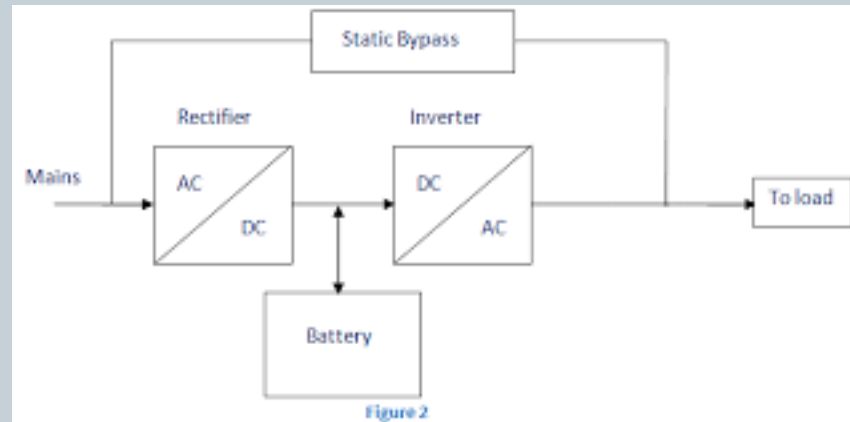 Static Bypass
Rectifier
Inverter
Mains
AC
DC
DC
AC
To load
Battery
Figure 2